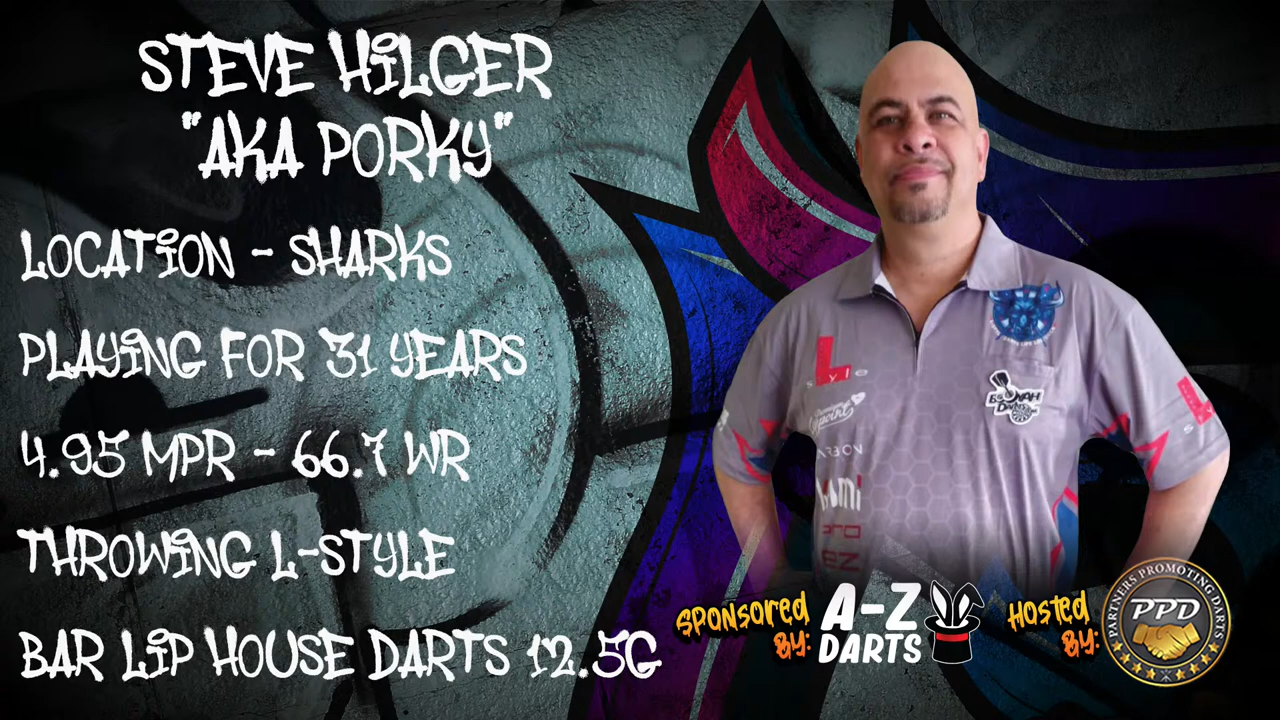 STEVE HILGER
"AKA PORKY"
LOCATION - SHARKS
PLAYING FOR 31 YEARS
4.95 MPR - 66.7 WR
THROWING L-STYLE
BAR LIP HOUSE DARTS 12.5G
L
style
L
s
SPONSORED BY:
A-Z DARTS
HOSTED BY:
PARTNERS PROMOTING DARTS
PPD